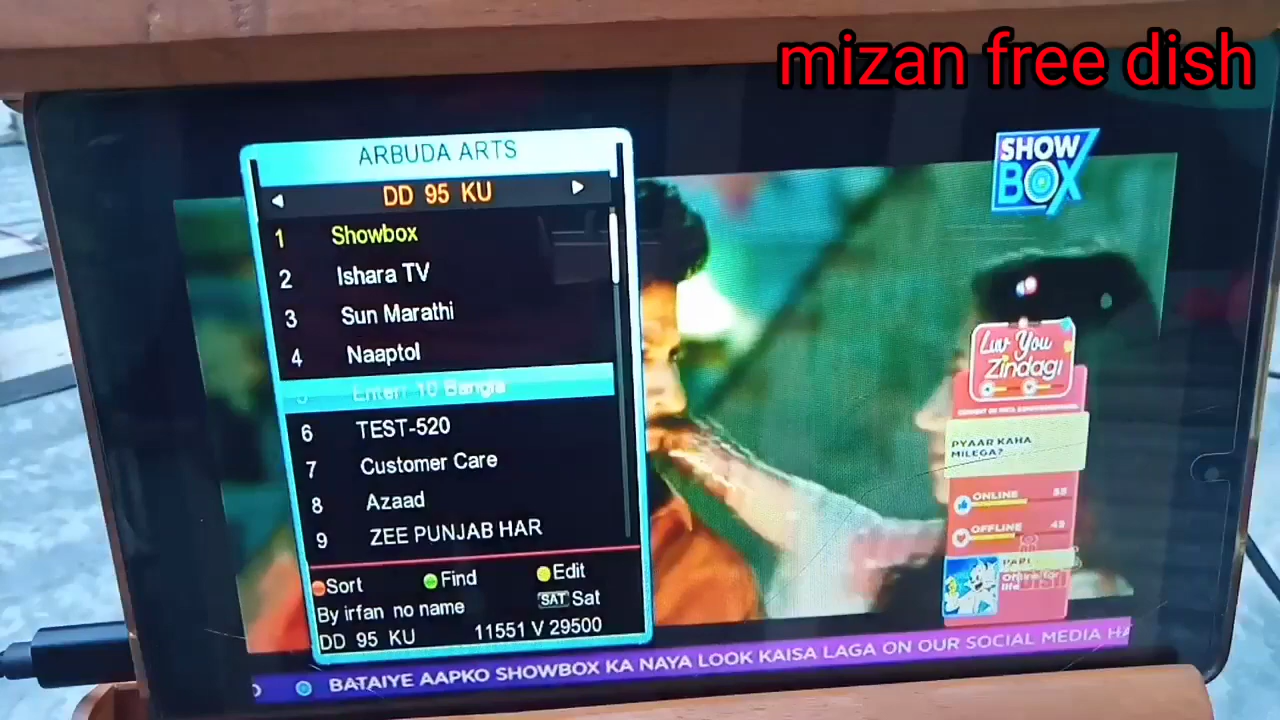 mizan free dish
ARBUDA ARTS
DD 95 KU
1 Showbox
2 Ishara TV
3 Sun Marathi
4 Naaptol
5 Enterr 10 Bangla
6 TEST-520
7 Customer Care
8 Azaad
9 ZEE PUNJAB HAR
Sort Find Edit
By irfan no name SAT Sat
DD 95 KU 11551 V 29500
SHOW
BOX
Luv You
Zindagi
PYAAR KAHA
MILEGA?
ONLINE
OFFLINE
BATAIYE AAPKO SHOWBOX KA NAYA LOOK KAISA LAGA ON OUR SOCIAL MEDIA HA